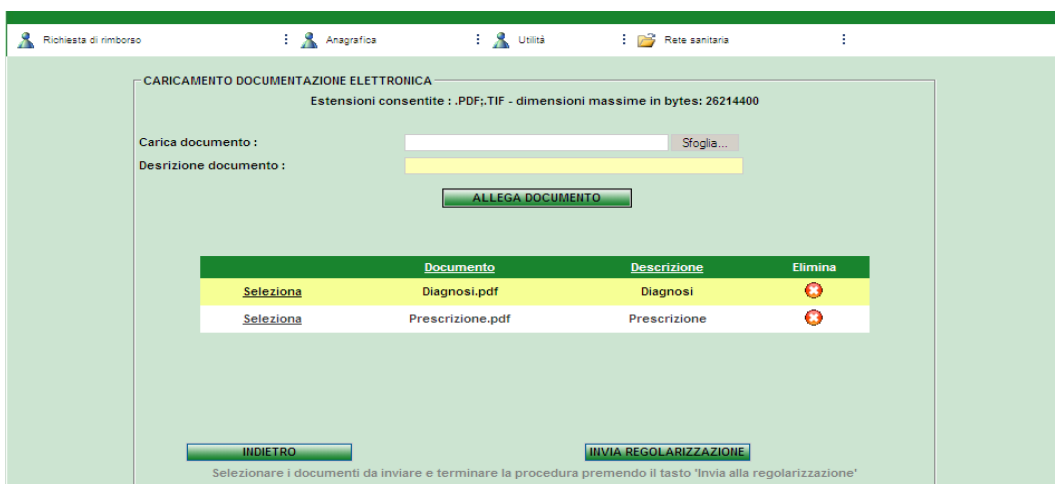 Richiesta di rimborso Anagrafica Utilità Rete sanitaria
CARICAMENTO DOCUMENTAZIONE ELETTRONICA
Estensioni consentite : .PDF;.TIF - dimensioni massime in bytes: 26214400
Carica documento : Sfoglia...
Desrizione documento :
ALLEGA DOCUMENTO
Documento Descrizione Elimina
Seleziona Diagnosi.pdf Diagnosi
Seleziona Prescrizione.pdf Prescrizione
INDIETRO INVIA REGOLARIZZAZIONE
Selezionare i documenti da inviare e terminare la procedura premendo il tasto 'Invia alla regolarizzazione'